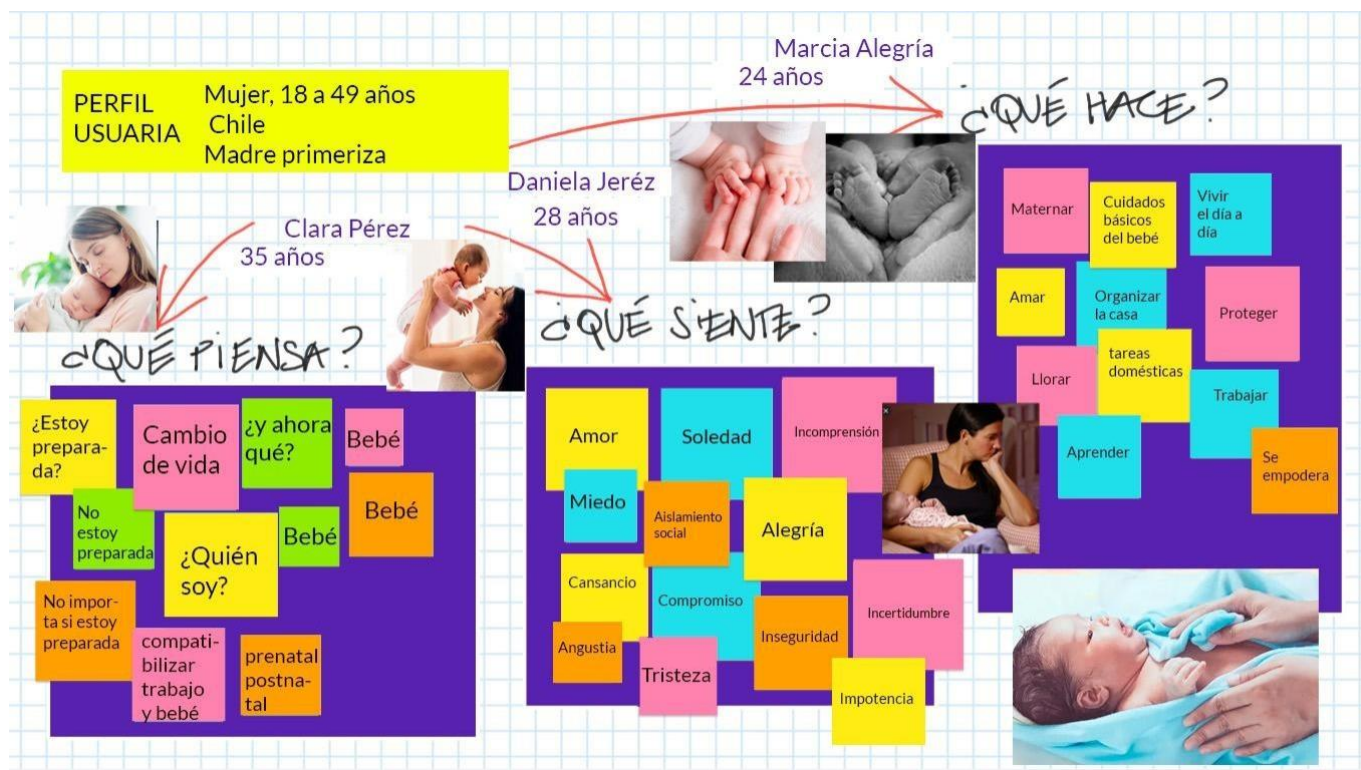 PERFIL
USUARIA
Mujer, 18 a 49 años
Chile
Madre primeriza
Marcia Alegría
24 años
Daniela Jeréz
28 años
Clara Pérez
35 años
¿QUÉ PIENSA?
¿Estoy
prepara-
da?
Cambio
de vida
¿y ahora
qué?
Bebé
No
estoy
preparada
¿Quién
soy?
Bebé
Bebé
No impor-
ta si estoy
preparada
compati-
bilizar
trabajo
y bebé
prenatal
postna-
tal
¿QUÉ SIENTE?
Amor
Soledad
Incomprensión
Miedo
Aislamiento
social
Alegría
Cansancio
Compromiso
Inseguridad
Incertidumbre
Angustia
Tristeza
Impotencia
¿QUÉ HACE?
Maternar
Cuidados
básicos
del bebé
Vivir
el día a
día
Amar
Organizar
la casa
Proteger
Llorar
tareas
domésticas
Trabajar
Aprender
Se
empodera